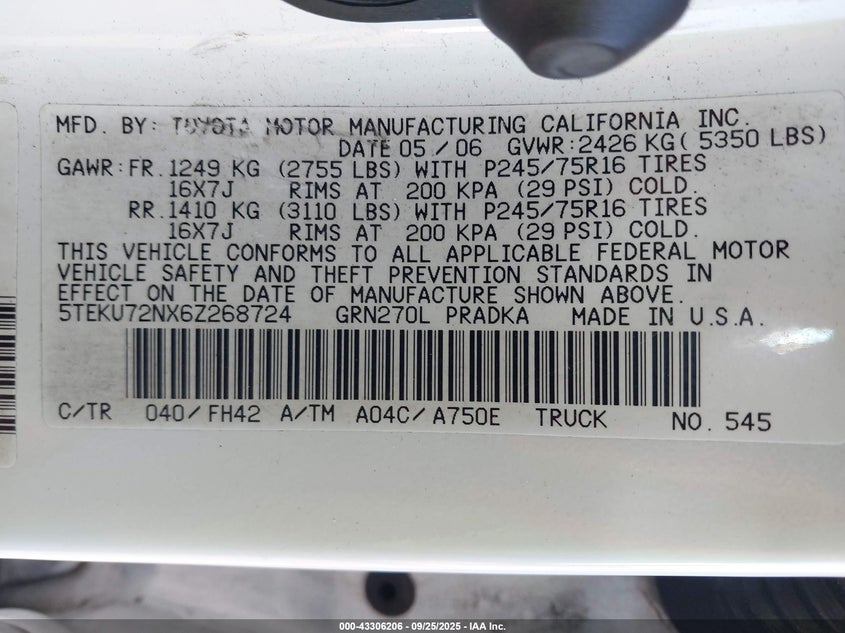 MFD. BY: TOYOTA MOTOR MANUFACTURING CALIFORNIA INC.
DATE 05/06 GVWR:2426 KG( 5350 LBS)
GAWR:FR.1249 KG (2755 LBS) WITH P245/75R16 TIRES
16X7J RIMS AT 200 KPA (29 PSI) COLD.
RR.1410 KG (3110 LBS) WITH P245/75R16 TIRES
16X7J RIMS AT 200 KPA (29 PSI) COLD.
THIS VEHICLE CONFORMS TO ALL APPLICABLE FEDERAL MOTOR
VEHICLE SAFETY AND THEFT PREVENTION STANDARDS IN
EFFECT ON THE DATE OF MANUFACTURE SHOWN ABOVE.
5TEKU72NX6Z268724 GRN270L PRADKA MADE IN U.S.A.
C/TR 040/FH42 A/TM A04C/A750E TRUCK NO. 545
000-43306206 - 09/25/2025 - IAA Inc.